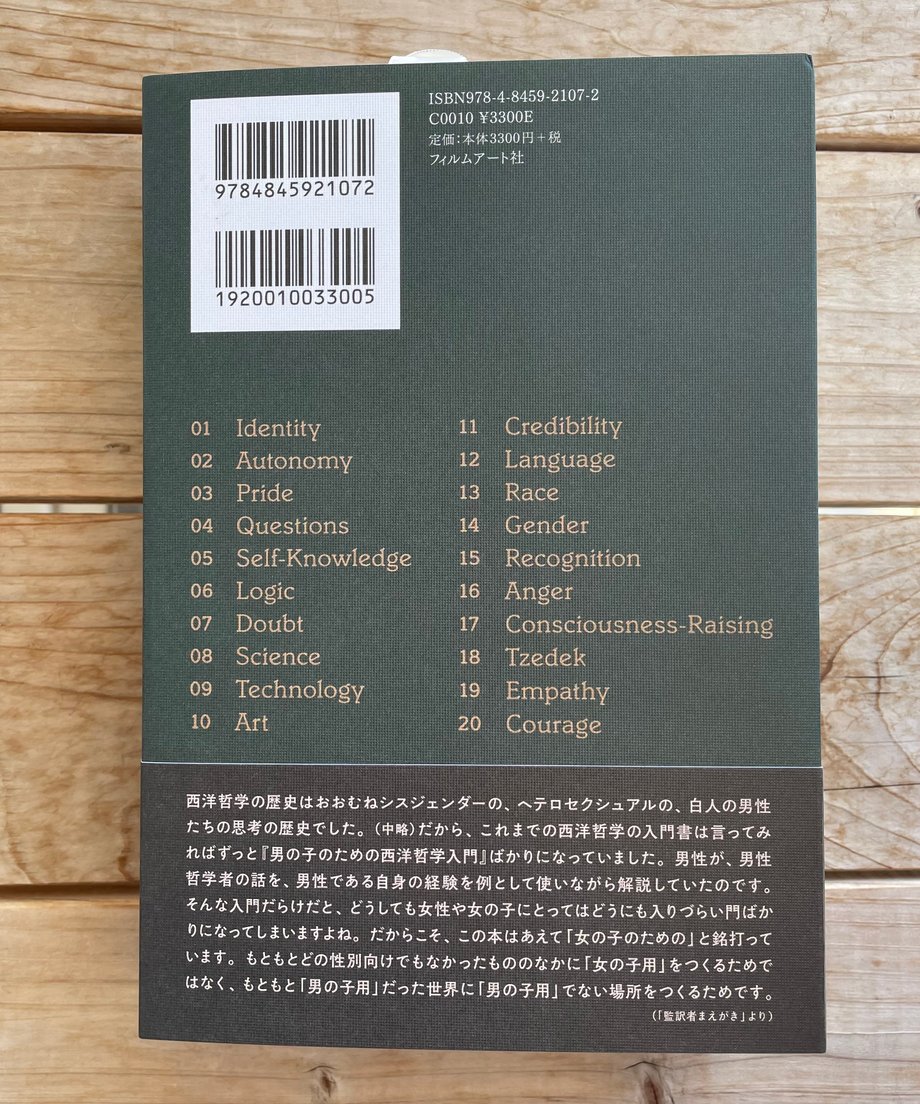 ISBN978-4-8459-2107-2
C0010 ¥3300E
定価：本体3300円＋税
フィルムアート社
9784845921072
1920010033005
01 Identity
02 Autonomy
03 Pride
04 Questions
05 Self-Knowledge
06 Logic
07 Doubt
08 Science
09 Technology
10 Art
11 Credibility
12 Language
13 Race
14 Gender
15 Recognition
16 Anger
17 Consciousness-Raising
18 Tzedek
19 Empathy
20 Courage
西洋哲学の歴史はおおむねシスジェンダーの、ヘテロセクシュアルの、白人の男性
たちの思考の歴史でした。（中略）だから、これまでの西洋哲学の入門書は言ってみ
ればずっと『男の子のための西洋哲学入門』ばかりになっていました。男性が、男性
哲学者の話を、男性である自身の経験を例として使いながら解説していたのです。
そんな入門だらけだと、どうしても女性や女の子にとってはどうにも入りづらい門ばか
りになってしまいますよね。だからこそ、この本はあえて「女の子のための」と銘打って
います。もともとどの性別向けでもなかったもののなかに「女の子用」をつくるためで
はなく、もともと「男の子用」だった世界に「男の子用」でない場所をつくるためです。
（「監訳者まえがき」より）